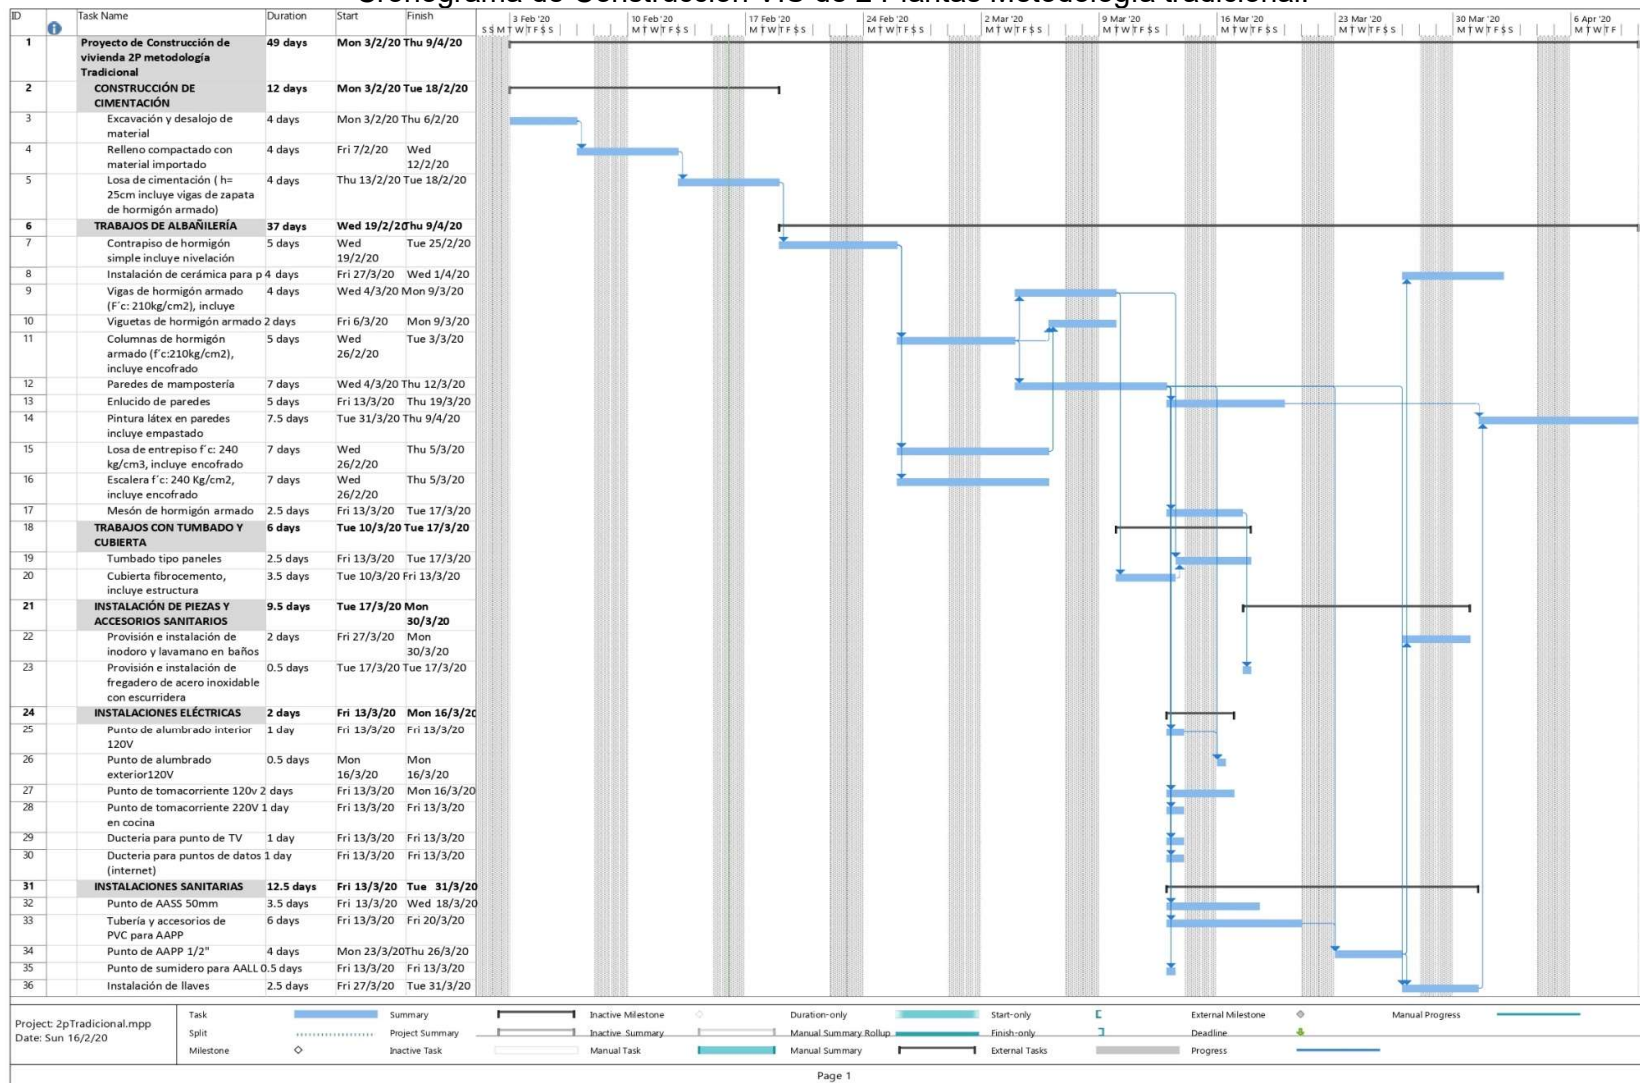 Cronograma de Construcción VIS de 2 Plantas Metodología tradicional.
ID Task Name Duration Start Finish
3 Feb '20 10 Feb '20 17 Feb '20 24 Feb '20 2 Mar '20 9 Mar '20 16 Mar '20 23 Mar '20 30 Mar '20 6 Apr '20
S S M T W T F S S M T W T F S S M T W T F S S M T W T F S S M T W T F S S M T W T F S S M T W T F S S M T W T F S S M T W T F S S M T W T F
1 Proyecto de Construcción de 49 days Mon 3/2/20 Thu 9/4/20
vivienda 2P metodología
Tradicional
2 CONSTRUCCIÓN DE 12 days Mon 3/2/20 Tue 18/2/20
CIMENTACIÓN
3 Excavación y desalojo de 4 days Mon 3/2/20 Thu 6/2/20
material
4 Relleno compactado con 4 days Fri 7/2/20 Wed
material importado 12/2/20
5 Losa de cimentación ( h= 4 days Thu 13/2/20 Tue 18/2/20
25cm incluye vigas de zapata
de hormigón armado)
6 TRABAJOS DE ALBAÑILERÍA 37 days Wed 19/2/20 Thu 9/4/20
7 Contrapiso de hormigón 5 days Wed Tue 25/2/20
simple incluye nivelación 19/2/20
8 Instalación de cerámica para p 4 days Fri 27/3/20 Wed 1/4/20
9 Vigas de hormigón armado 4 days Wed 4/3/20 Mon 9/3/20
(F´c: 210kg/cm2), incluye
10 Viguetas de hormigón armado 2 days Fri 6/3/20 Mon 9/3/20
11 Columnas de hormigón 5 days Wed Tue 3/3/20
armado (f´c:210kg/cm2), 26/2/20
incluye encofrado
12 Paredes de mampostería 7 days Wed 4/3/20 Thu 12/3/20
13 Enlucido de paredes 5 days Fri 13/3/20 Thu 19/3/20
14 Pintura látex en paredes 7.5 days Tue 31/3/20 Thu 9/4/20
incluye empastado
15 Losa de entrepiso f´c: 240 7 days Wed Thu 5/3/20
kg/cm3, incluye encofrado 26/2/20
16 Escalera f´c: 240 Kg/cm2, 7 days Wed Thu 5/3/20
incluye encofrado 26/2/20
17 Mesón de hormigón armado 2.5 days Fri 13/3/20 Tue 17/3/20
18 TRABAJOS CON TUMBADO Y 6 days Tue 10/3/20 Tue 17/3/20
CUBIERTA
19 Tumbado tipo paneles 2.5 days Fri 13/3/20 Tue 17/3/20
20 Cubierta fibrocemento, 3.5 days Tue 10/3/20 Fri 13/3/20
incluye estructura
21 INSTALACIÓN DE PIEZAS Y 9.5 days Tue 17/3/20 Mon
ACCESORIOS SANITARIOS 30/3/20
22 Provisión e instalación de 2 days Fri 27/3/20 Mon
inodoro y lavamano en baños 30/3/20
23 Provisión e instalación de 0.5 days Tue 17/3/20 Tue 17/3/20
fregadero de acero inoxidable
con escurridera
24 INSTALACIONES ELÉCTRICAS 2 days Fri 13/3/20 Mon 16/3/20
25 Punto de alumbrado interior 1 day Fri 13/3/20 Fri 13/3/20
120V
26 Punto de alumbrado 0.5 days Mon Mon
exterior120V 16/3/20 16/3/20
27 Punto de tomacorriente 120v 2 days Fri 13/3/20 Mon 16/3/20
28 Punto de tomacorriente 220V 1 day Fri 13/3/20 Fri 13/3/20
en cocina
29 Ducteria para punto de TV 1 day Fri 13/3/20 Fri 13/3/20
30 Ducteria para puntos de datos 1 day Fri 13/3/20 Fri 13/3/20
(internet)
31 INSTALACIONES SANITARIAS 12.5 days Fri 13/3/20 Tue 31/3/20
32 Punto de AASS 50mm 3.5 days Fri 13/3/20 Wed 18/3/20
33 Tubería y accesorios de 6 days Fri 13/3/20 Fri 20/3/20
PVC para AAPP
34 Punto de AAPP 1/2" 4 days Mon 23/3/20 Thu 26/3/20
35 Punto de sumidero para AALL 0.5 days Fri 13/3/20 Fri 13/3/20
36 Instalación de llaves 2.5 days Fri 27/3/20 Tue 31/3/20
Project: 2pTradicional.mpp
Date: Sun 16/2/20
Task Summary Inactive Milestone Duration-only Start-only External Milestone Manual Progress
Split Project Summary Inactive Summary Manual Summary Rollup Finish-only Deadline
Milestone Inactive Task Manual Task Manual Summary External Tasks Progress
Page 1